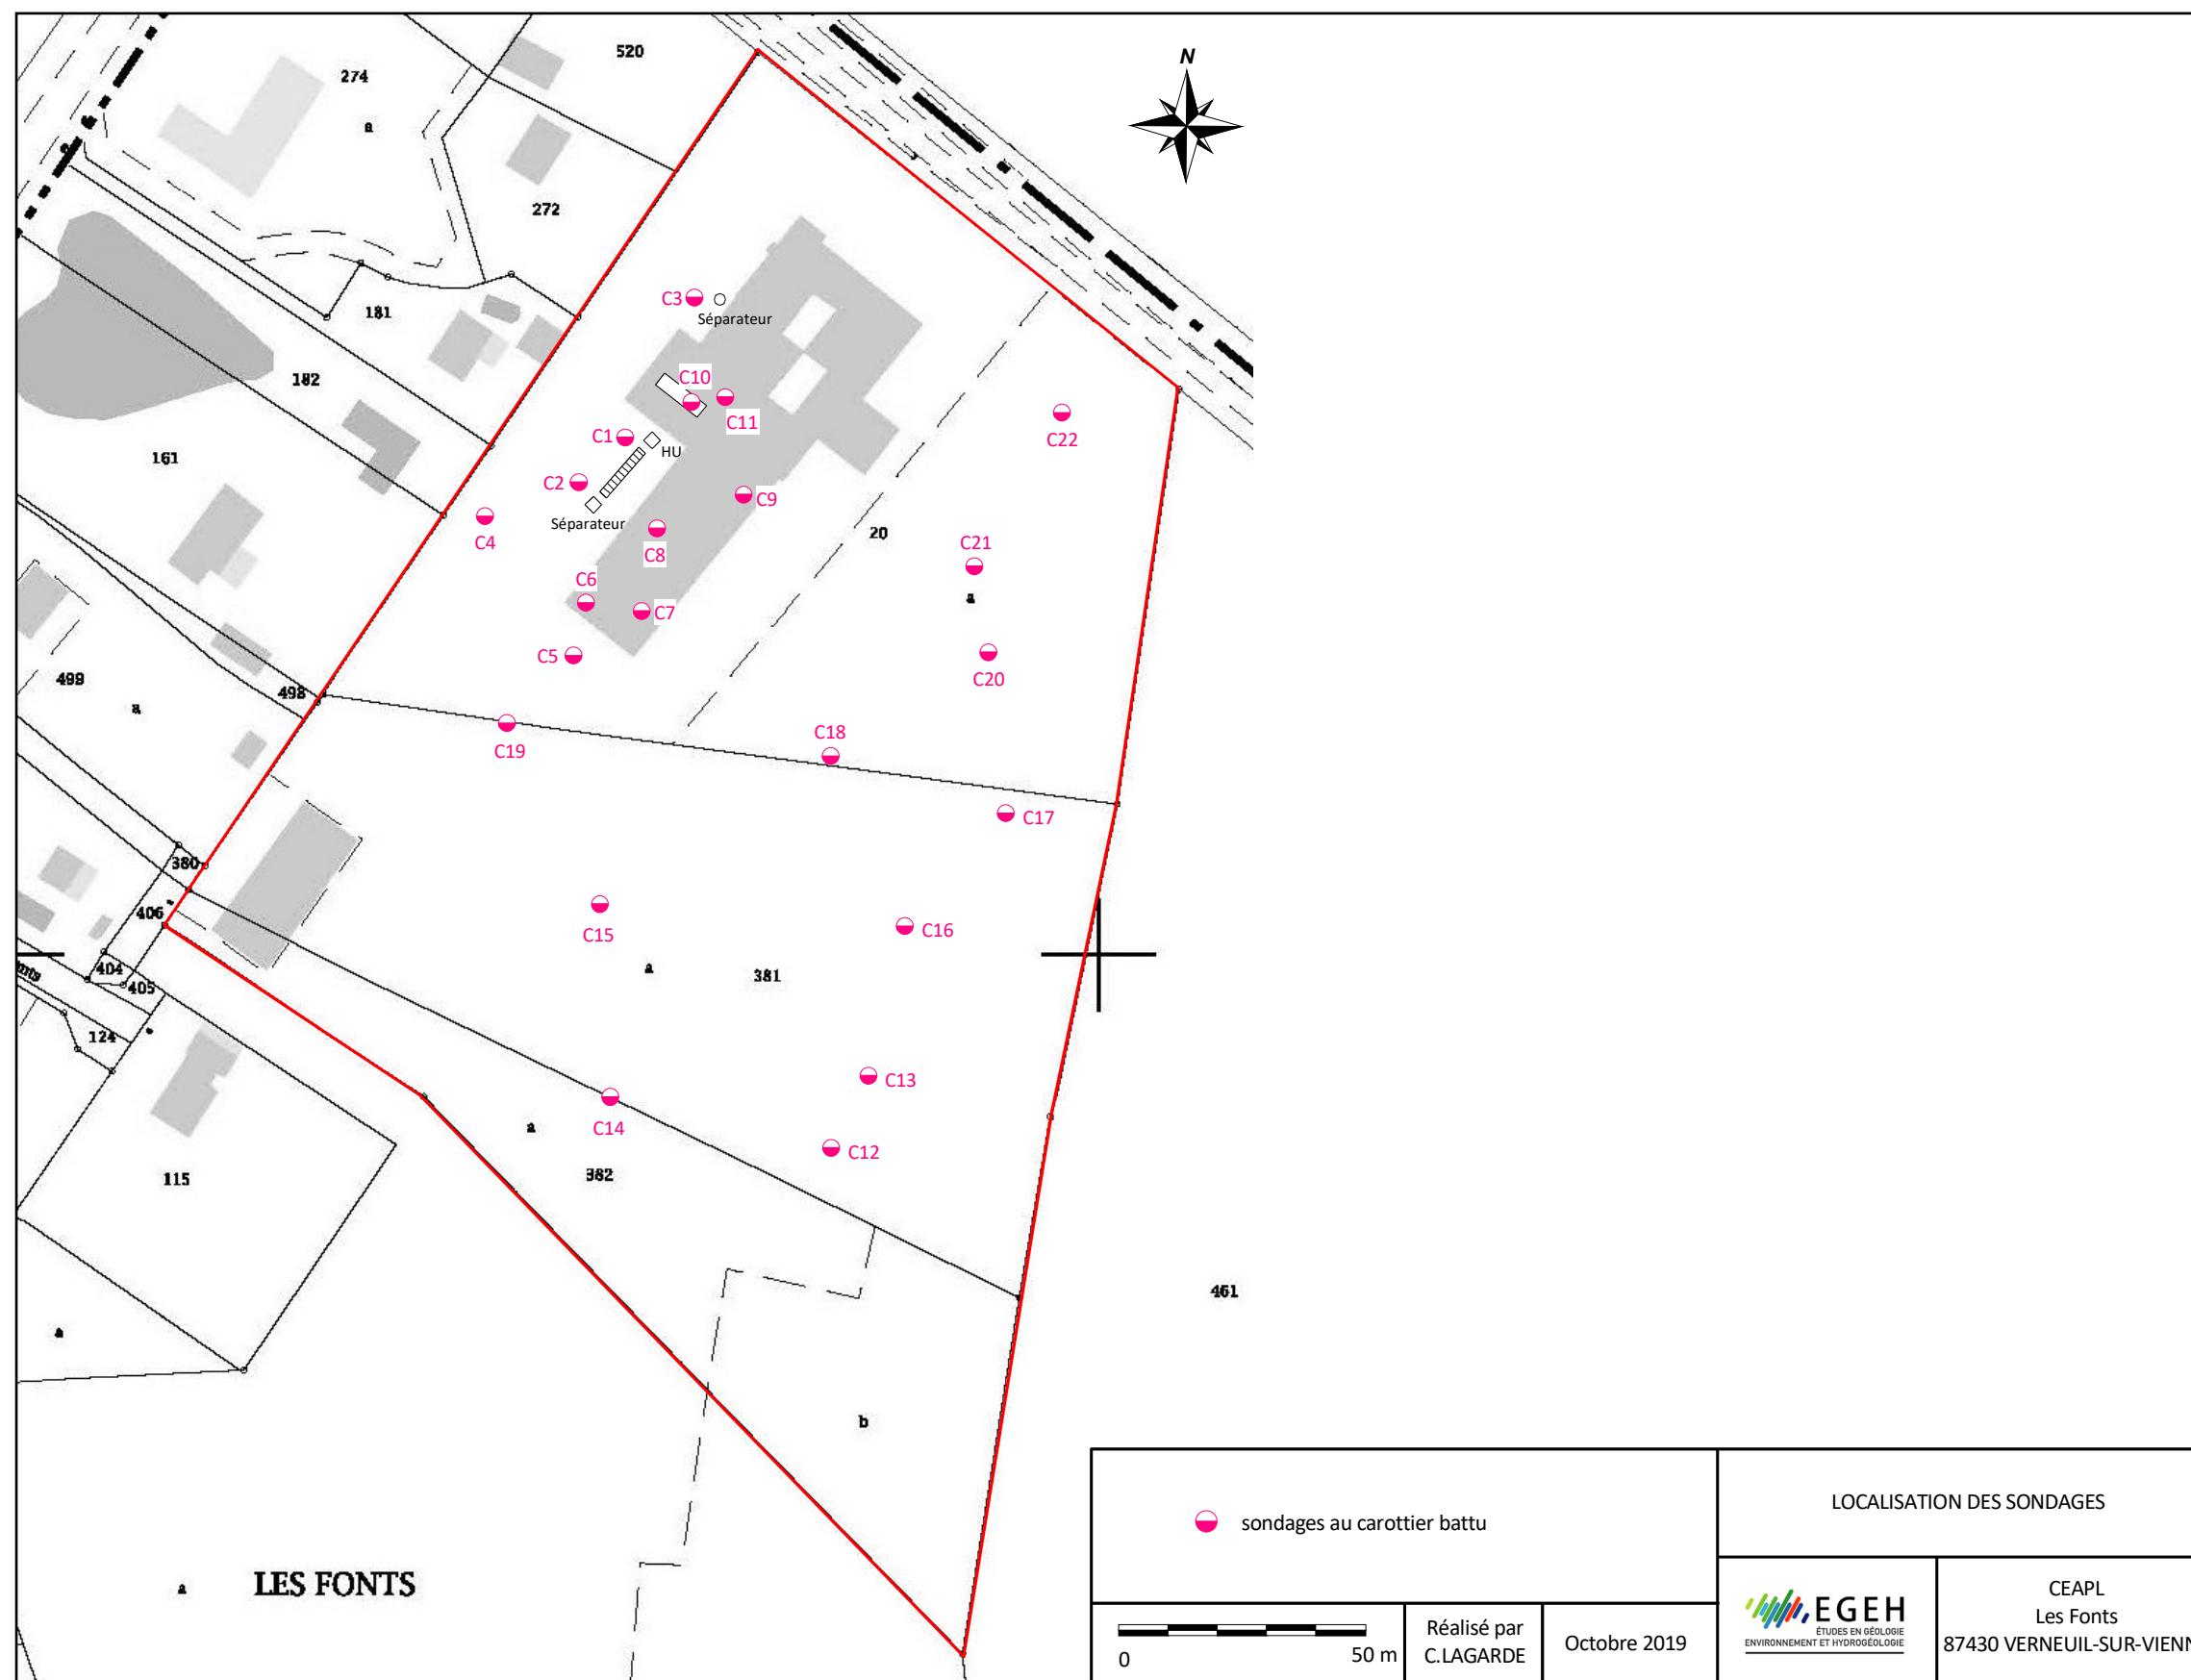 520
274
a
N
272
C3
Séparateur
181
182
C10
C11
C22
C1
HU
161
C2
C9
Séparateur
20
C4
C8
C21
C6
a
C7
C5
C20
499
498
a
C19
C18
C17
380
406
C15
C16
a
381
404
405
124
C13
C14
a
C12
382
115
461
a
b
a
LES FONTS
sondages au carottier battu
LOCALISATION DES SONDAGES
0
50 m
Réalisé par
C.LAGARDE
Octobre 2019
EGEH
ÉTUDES EN GÉOLOGIE
ENVIRONNEMENT ET HYDROGÉOLOGIE
CEAPL
Les Fonts
87430 VERNEUIL-SUR-VIENN